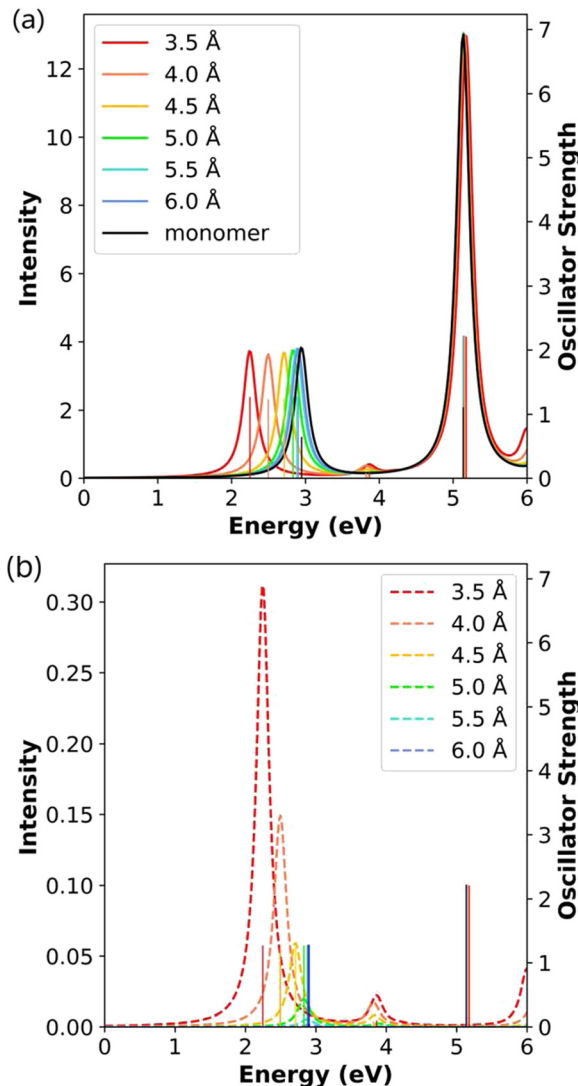 (a)
3.5 Å
4.0 Å
4.5 Å
5.0 Å
5.5 Å
6.0 Å
monomer
Intensity
12
10
8
6
4
2
0
Oscillator Strength
7
6
5
4
3
2
1
0
0 1 2 3 4 5 6
Energy (eV)
(b)
3.5 Å
4.0 Å
4.5 Å
5.0 Å
5.5 Å
6.0 Å
Intensity
0.30
0.25
0.20
0.15
0.10
0.05
0.00
Oscillator Strength
7
6
5
4
3
2
1
0
0 1 2 3 4 5 6
Energy (eV)